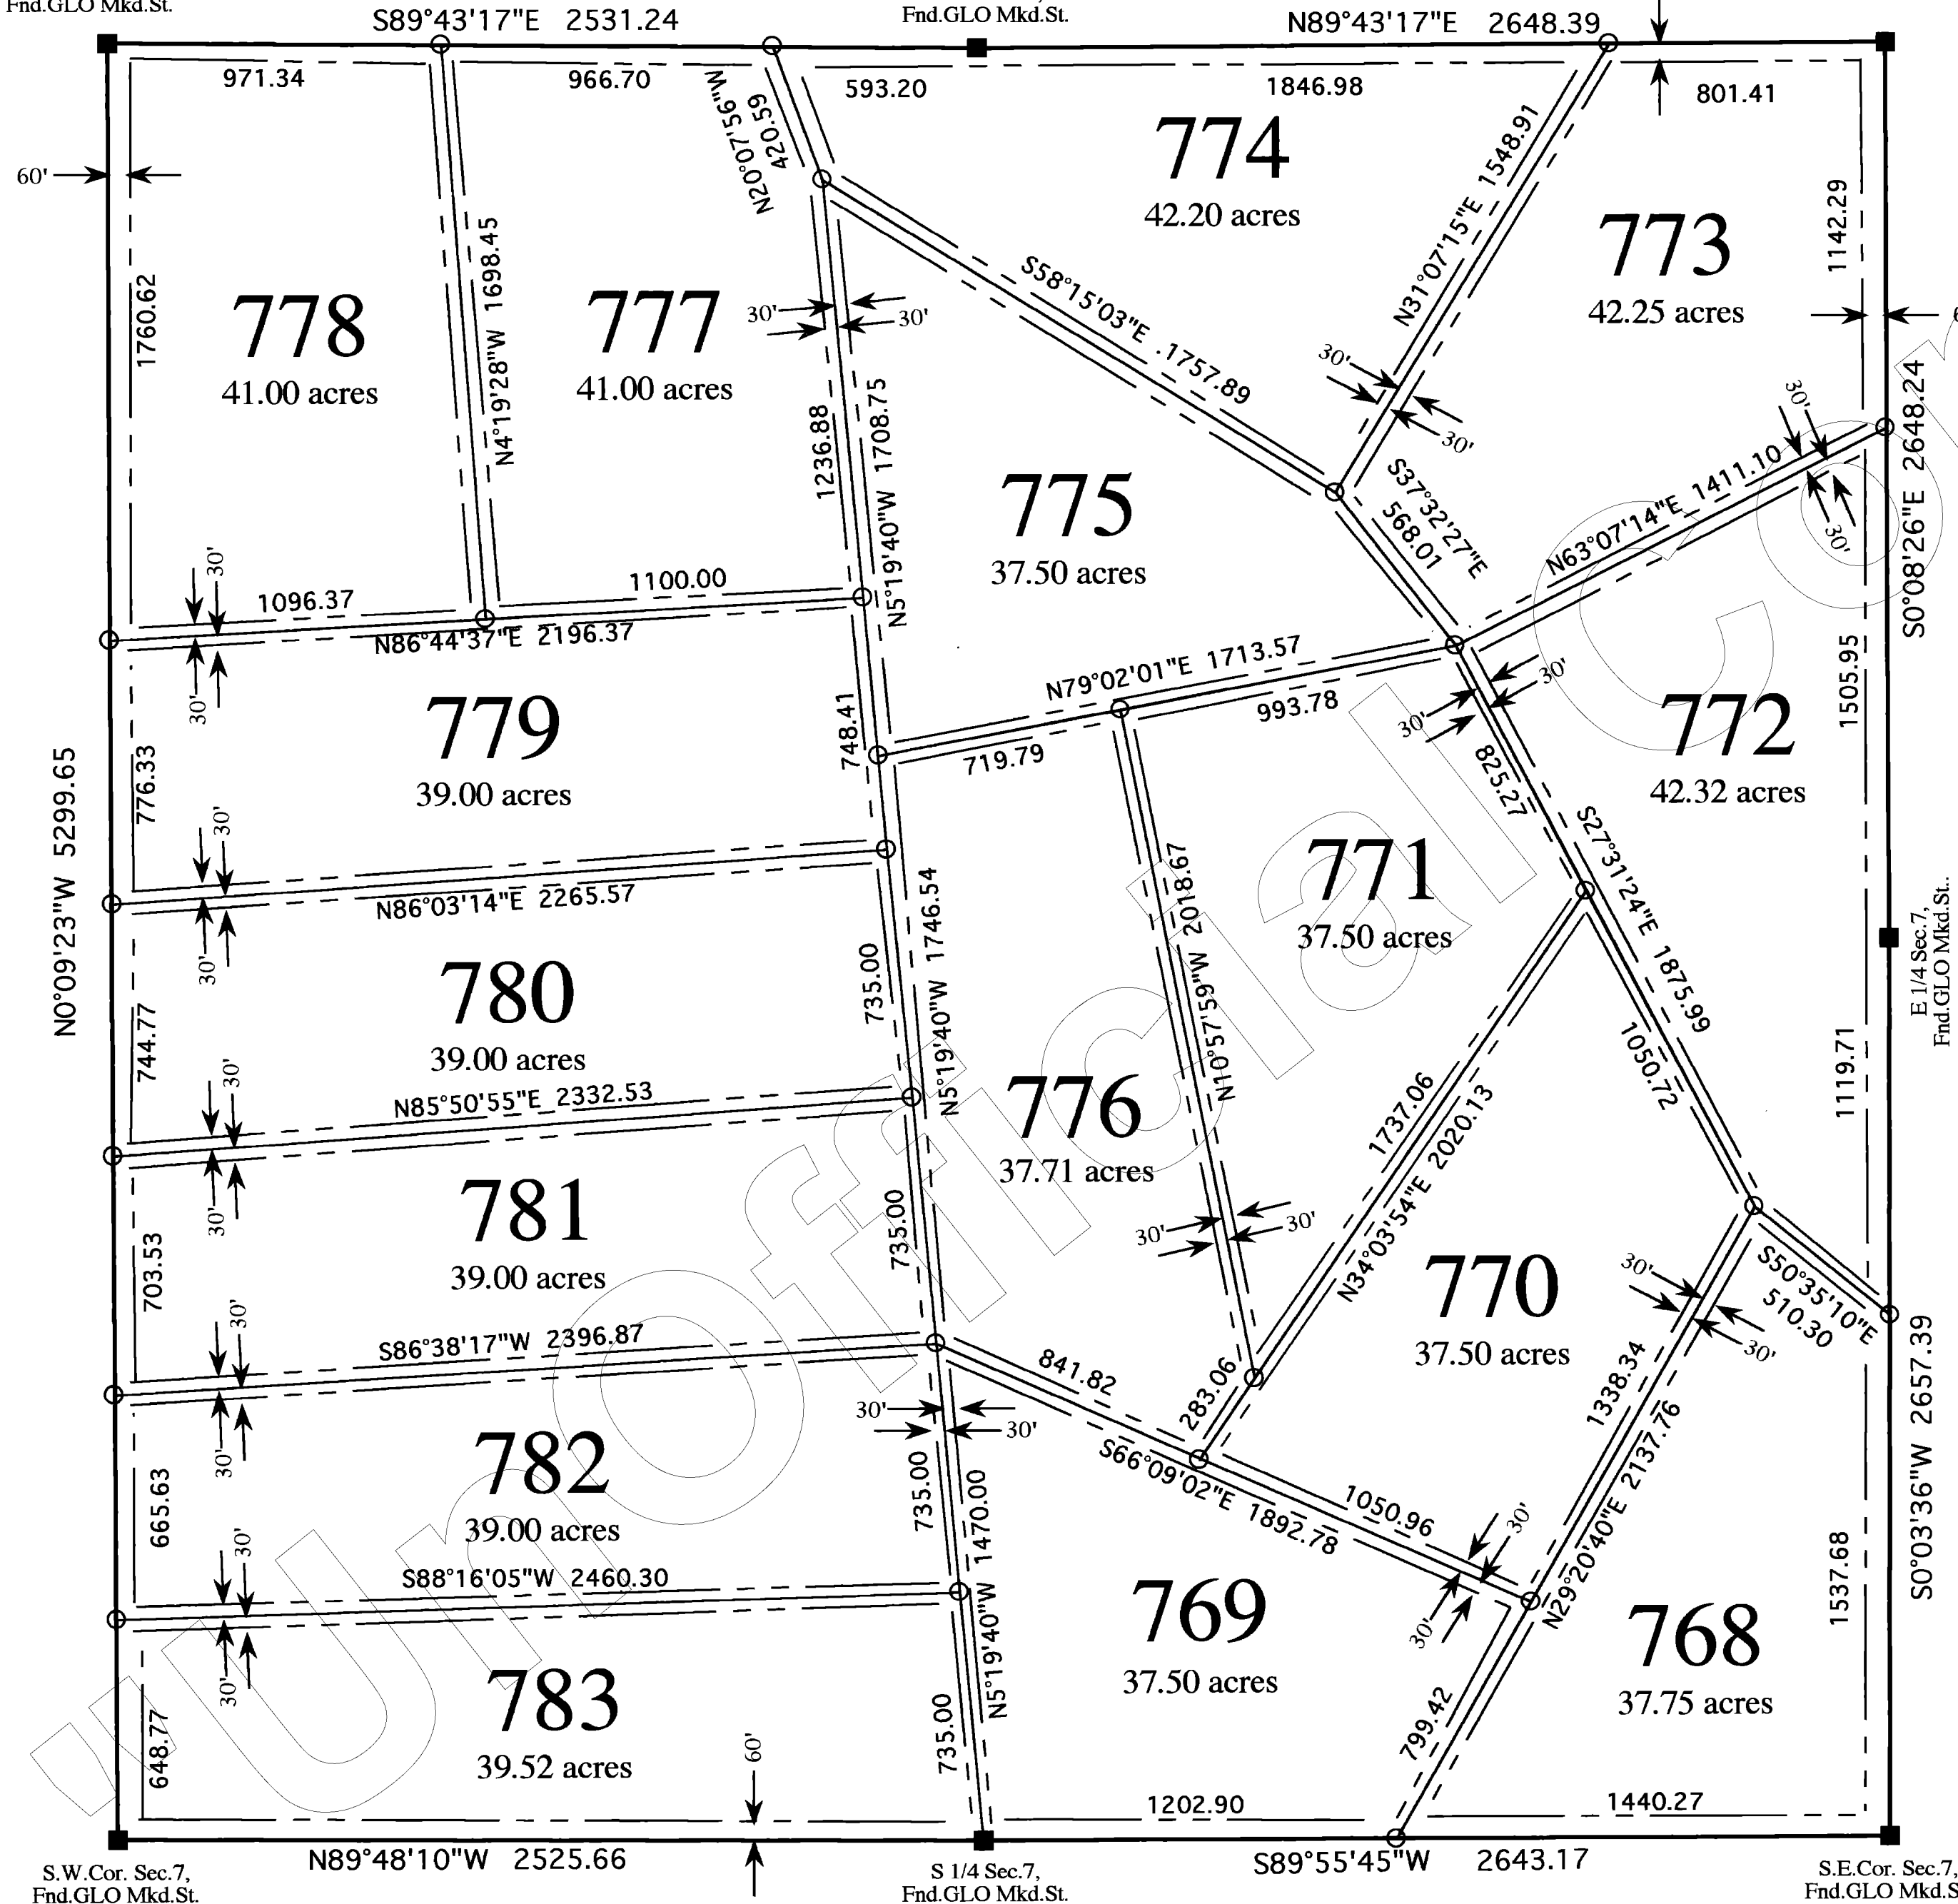 Fnd.GLO Mkd.St.
S89°43'17"E 2531.24
Fnd.GLO Mkd.St.
N89°43'17"E 2648.39
971.34
966.70
593.20
1846.98
801.41
60'
N20°07'56"W
420.59
774
42.20 acres
N31°07'15"E 1548.91
773
42.25 acres
1142.29
1760.62
778
41.00 acres
N4°19'28"W 1698.45
777
41.00 acres
30'
30'
S58°15'03"E .1757.89
30'
30'
30'
30'
S0°08'26"E 2648.24
1236.88
N5°19'40"W 1708.75
775
37.50 acres
S37°32'27"E
568.01
N63°07'14"E 1411.10
30'
30'
1096.37
1100.00
N86°44'37"E 2196.37
779
39.00 acres
776.33
748.41
N79°02'01"E 1713.57
719.79
993.78
30'
30'
825.27
772
42.32 acres
1505.95
N0°09'23"W 5299.65
30'
30'
N86°03'14"E 2265.57
771
37.50 acres
N10°57'59"W 2018.67
S27°31'24"E 1875.99
1050.72
E 1/4 Sec.7,
Fnd.GLO Mkd.St..
780
39.00 acres
744.77
735.00
N5°19'40"W 1746.54
30'
30'
N85°50'55"E 2332.53
776
37.71 acres
1737.06
N34°03'54"E 2020.13
1119.71
781
39.00 acres
703.53
735.00
30'
30'
770
37.50 acres
30'
30'
S50°35'10"E
510.30
30'
30'
S86°38'17"W 2396.87
841.82
283.06
1338.34
N29°20'40"E 2137.76
S0°03'36"W 2657.39
782
39.00 acres
665.63
30'
30'
735.00
1470.00
N5°19'40"W
S66°09'02"E 1892.78
1050.96
30'
30'
30'
30'
S88°16'05"W 2460.30
769
37.50 acres
768
37.75 acres
1537.68
783
39.52 acres
648.77
735.00
60'
799.42
1202.90
1440.27
N89°48'10"W 2525.66
S89°55'45"W 2643.17
S.W.Cor. Sec.7,
Fnd.GLO Mkd.St.
S 1/4 Sec.7,
Fnd.GLO Mkd.St.
S.E.Cor. Sec.7,
Fnd.GLO Mkd.S
"Unofficial Co